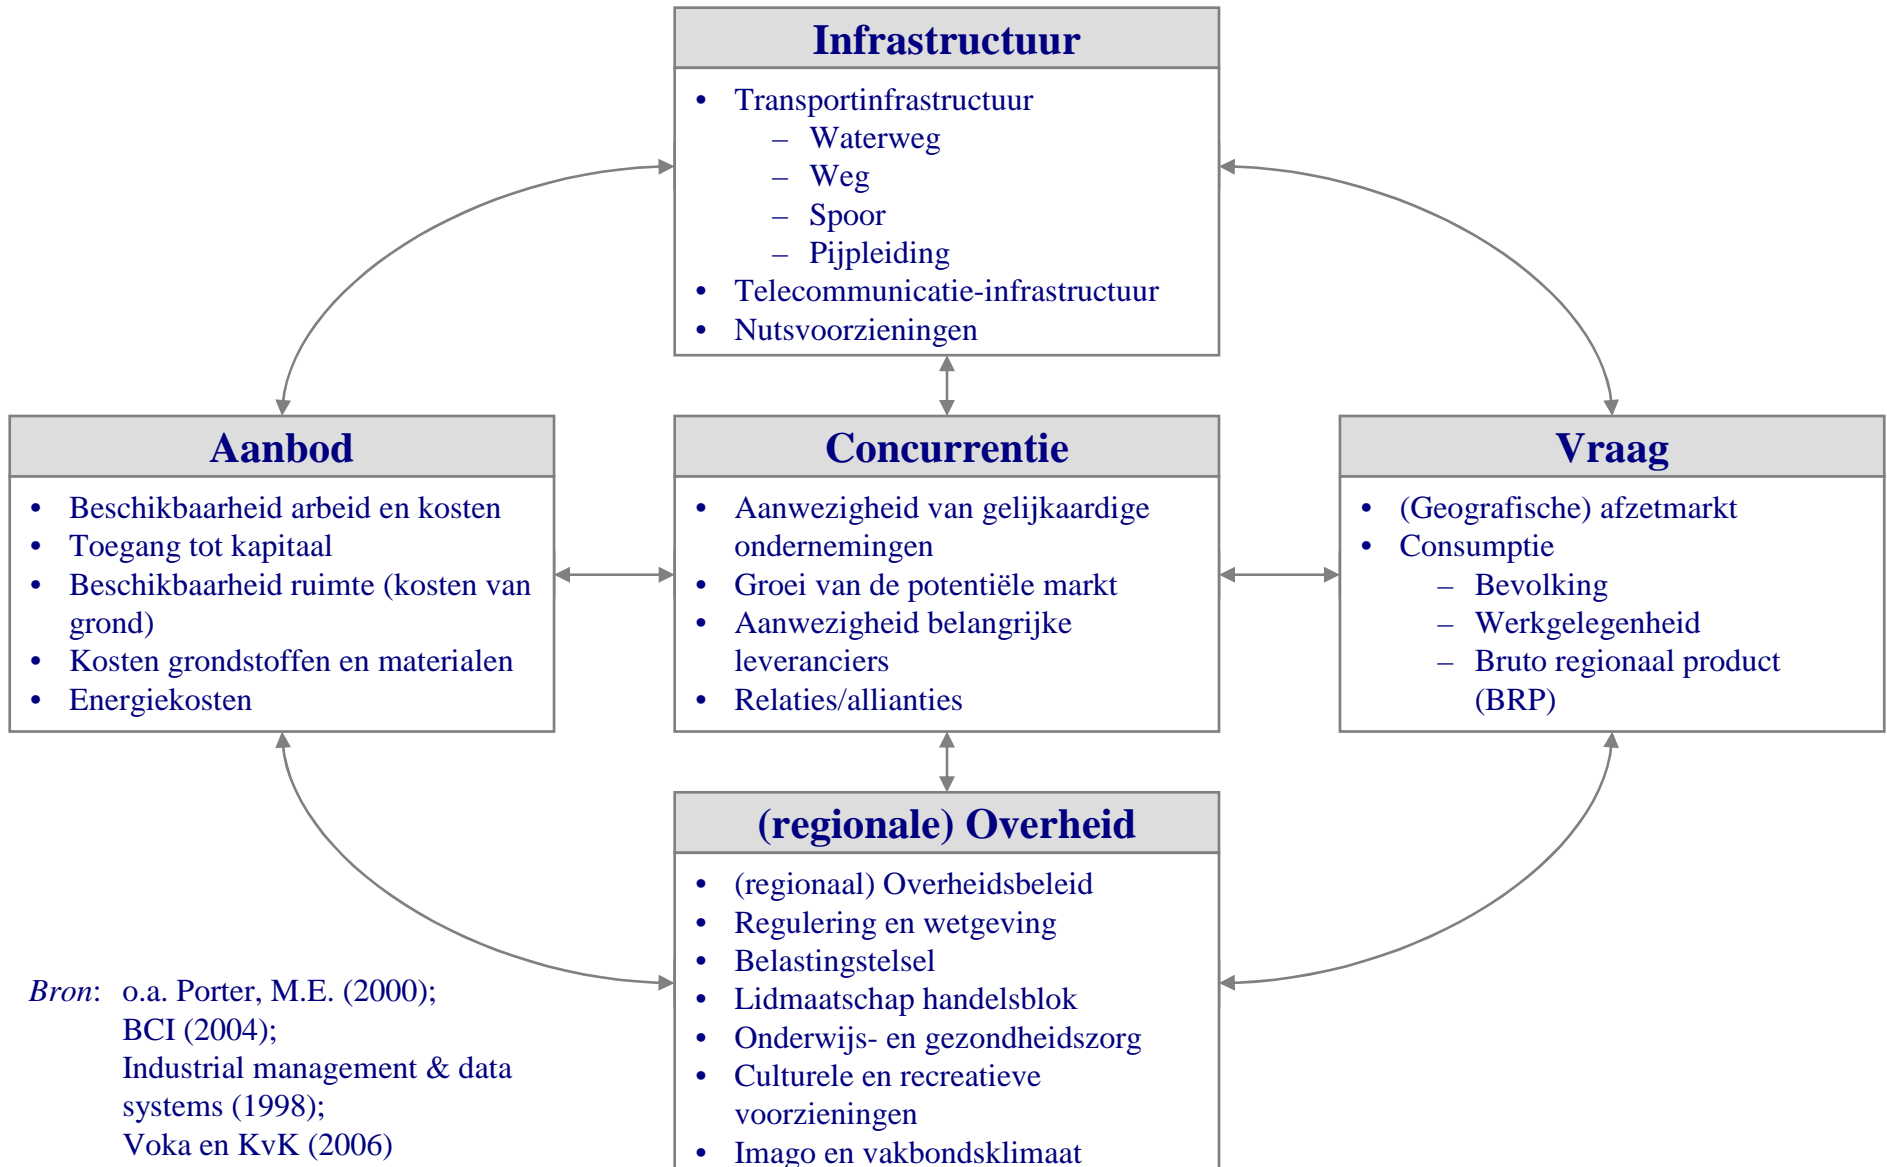 Infrastructuur
• Transportinfrastructuur
– Waterweg
– Weg
– Spoor
– Pijpleiding
• Telecommunicatie-infrastructuur
• Nutsvoorzieningen
Aanbod
• Beschikbaarheid arbeid en kosten
• Toegang tot kapitaal
• Beschikbaarheid ruimte (kosten van
grond)
• Kosten grondstoffen en materialen
• Energiekosten
Concurrentie
• Aanwezigheid van gelijkaardige
ondernemingen
• Groei van de potentiële markt
• Aanwezigheid belangrijke
leveranciers
• Relaties/allianties
Vraag
• (Geografische) afzetmarkt
• Consumptie
– Bevolking
– Werkgelegenheid
– Bruto regionaal product
(BRP)
(regionale) Overheid
• (regionaal) Overheidsbeleid
• Regulering en wetgeving
• Belastingstelsel
• Lidmaatschap handelsblok
• Onderwijs- en gezondheidszorg
• Culturele en recreatieve
voorzieningen
• Imago en vakbondsklimaat
Bron: o.a. Porter, M.E. (2000);
BCI (2004);
Industrial management & data
systems (1998);
Voka en KvK (2006)